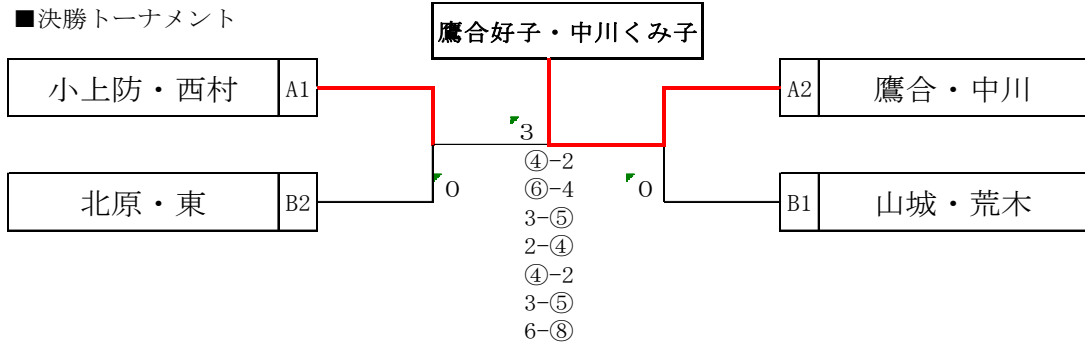 ■決勝トーナメント
鷹合好子・中川くみ子
小上防・西村 A1
A2 鷹合・中川
3
④-2
⑥-4
0
0
3-⑤
北原・東 B2
B1 山城・荒木
2-④
④-2
3-⑤
6-⑧